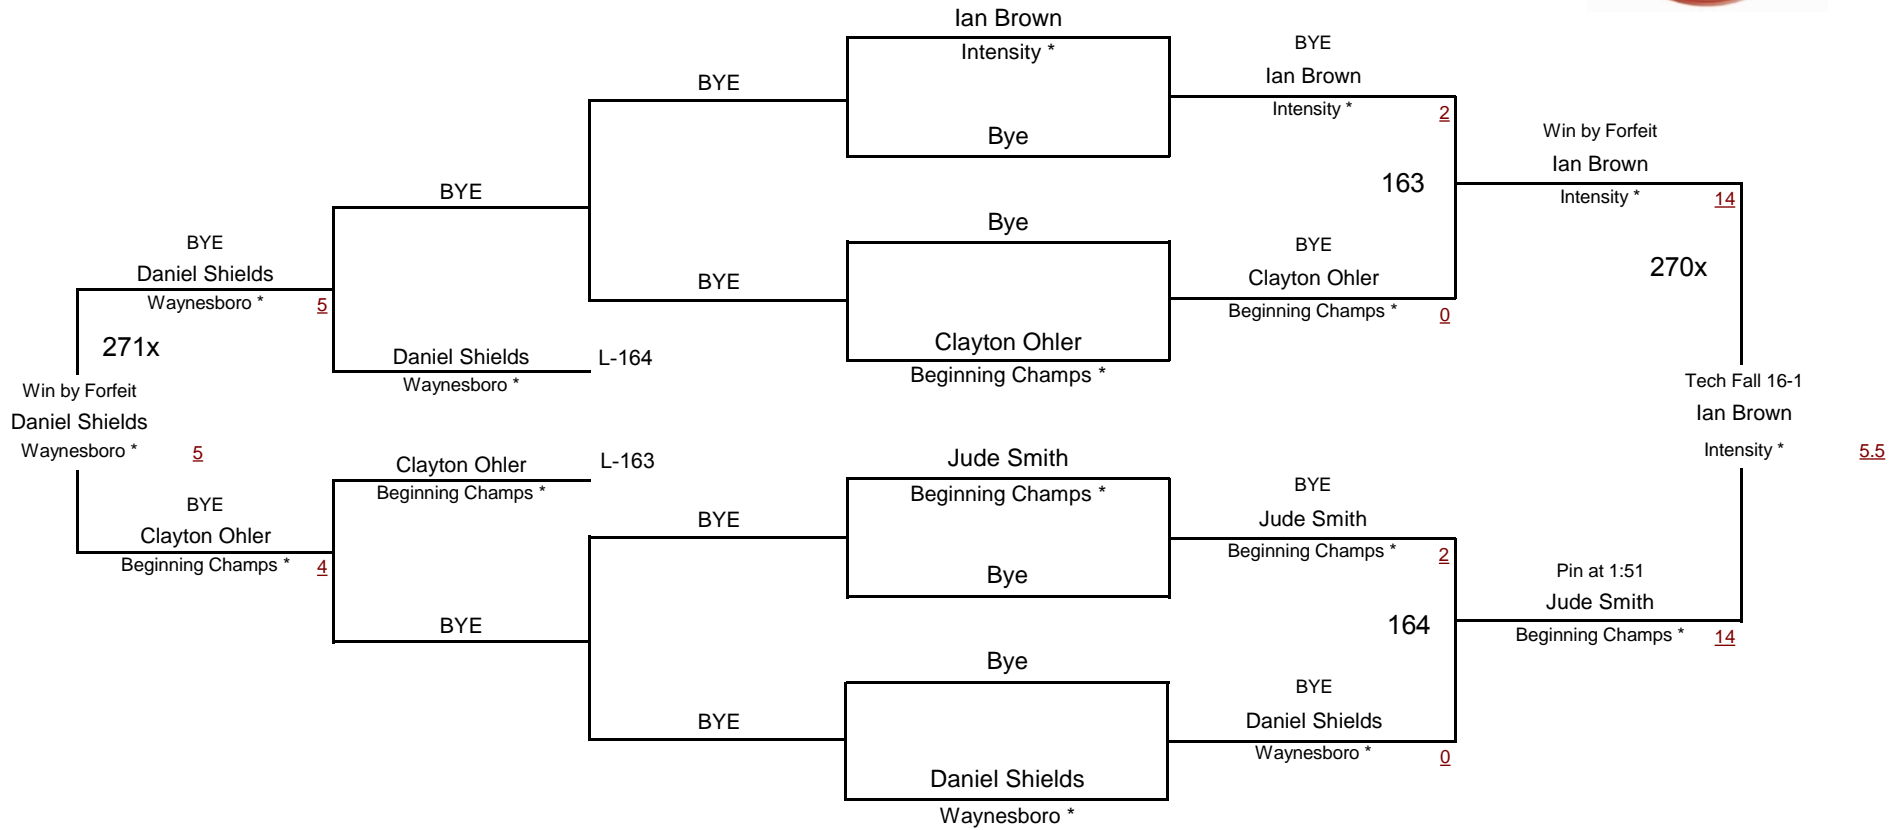 Ian Brown
Intensity *
BYE
Ian Brown
Intensity *
2
BYE
Bye
Win by Forfeit
Ian Brown
Intensity *
14
163
BYE
Bye
BYE
Daniel Shields
Waynesboro *
5
BYE
BYE
Clayton Ohler
Beginning Champs *
0
270x
Clayton Ohler
Beginning Champs *
271x
Daniel Shields
Waynesboro *
L-164
Win by Forfeit
Daniel Shields
Waynesboro *
5
Tech Fall 16-1
Ian Brown
Intensity *
5.5
Clayton Ohler
Beginning Champs *
L-163
Jude Smith
Beginning Champs *
BYE
Jude Smith
Beginning Champs *
2
BYE
Clayton Ohler
Beginning Champs *
4
BYE
Bye
Pin at 1:51
Jude Smith
Beginning Champs *
14
BYE
164
Bye
BYE
BYE
Daniel Shields
Waynesboro *
0
Daniel Shields
Waynesboro *